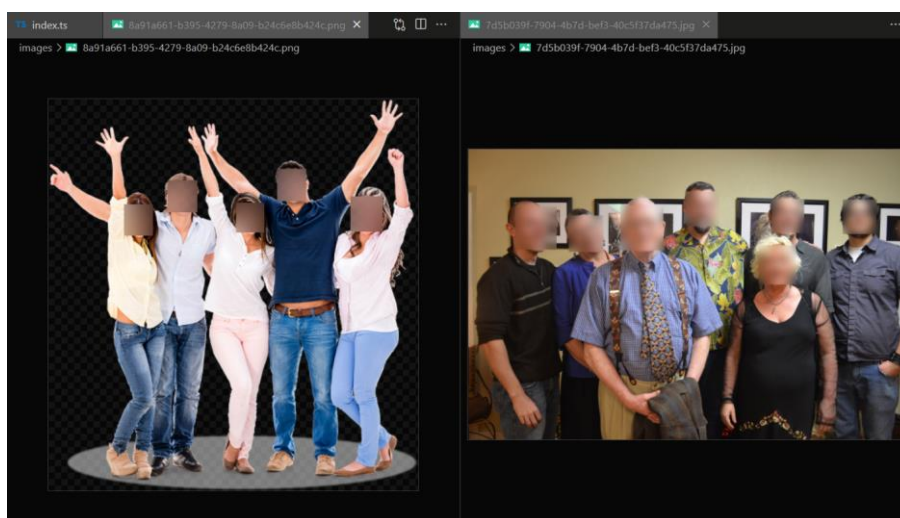 TS index.ts
8a91a661-b395-4279-8a09-b24c6e8b424c.png
7d5b039f-7904-4b7d-bef3-40c5f37da475.jpg
images > 8a91a661-b395-4279-8a09-b24c6e8b424c.png
images > 7d5b039f-7904-4b7d-bef3-40c5f37da475.jpg